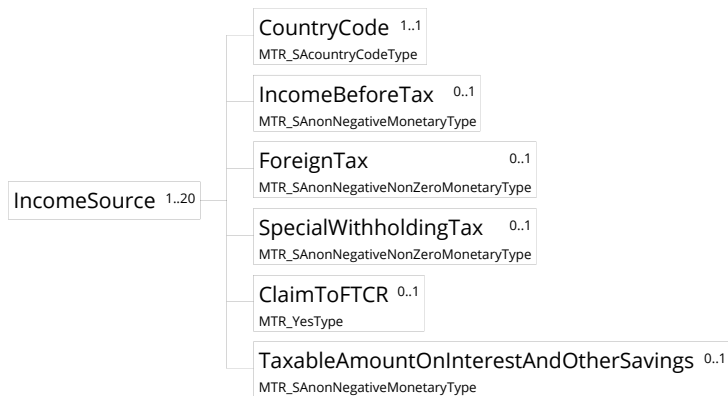 CountryCode 1..1
MTR_SAcountryCodeType
IncomeBeforeTax 0..1
MTR_SAnonNegativeMonetaryType
ForeignTax 0..1
MTR_SAnonNegativeNonZeroMonetaryType
IncomeSource 1..20
SpecialWithholdingTax 0..1
MTR_SAnonNegativeNonZeroMonetaryType
ClaimToFTCR 0..1
MTR_YesType
TaxableAmountOnInterestAndOtherSavings 0..1
MTR_SAnonNegativeMonetaryType